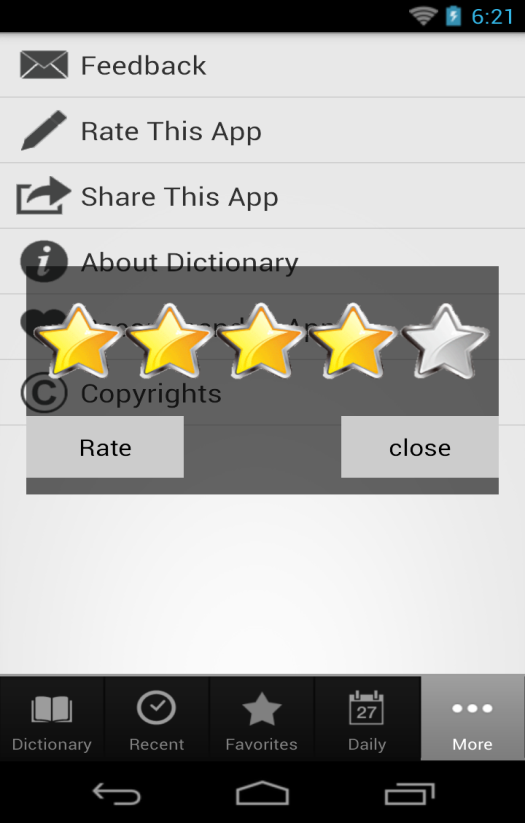 6:21
Feedback
Rate This App
Share This App
About Dictionary
Copyrights
Rate
close
27
Dictionary
Recent
Favorites
Daily
More